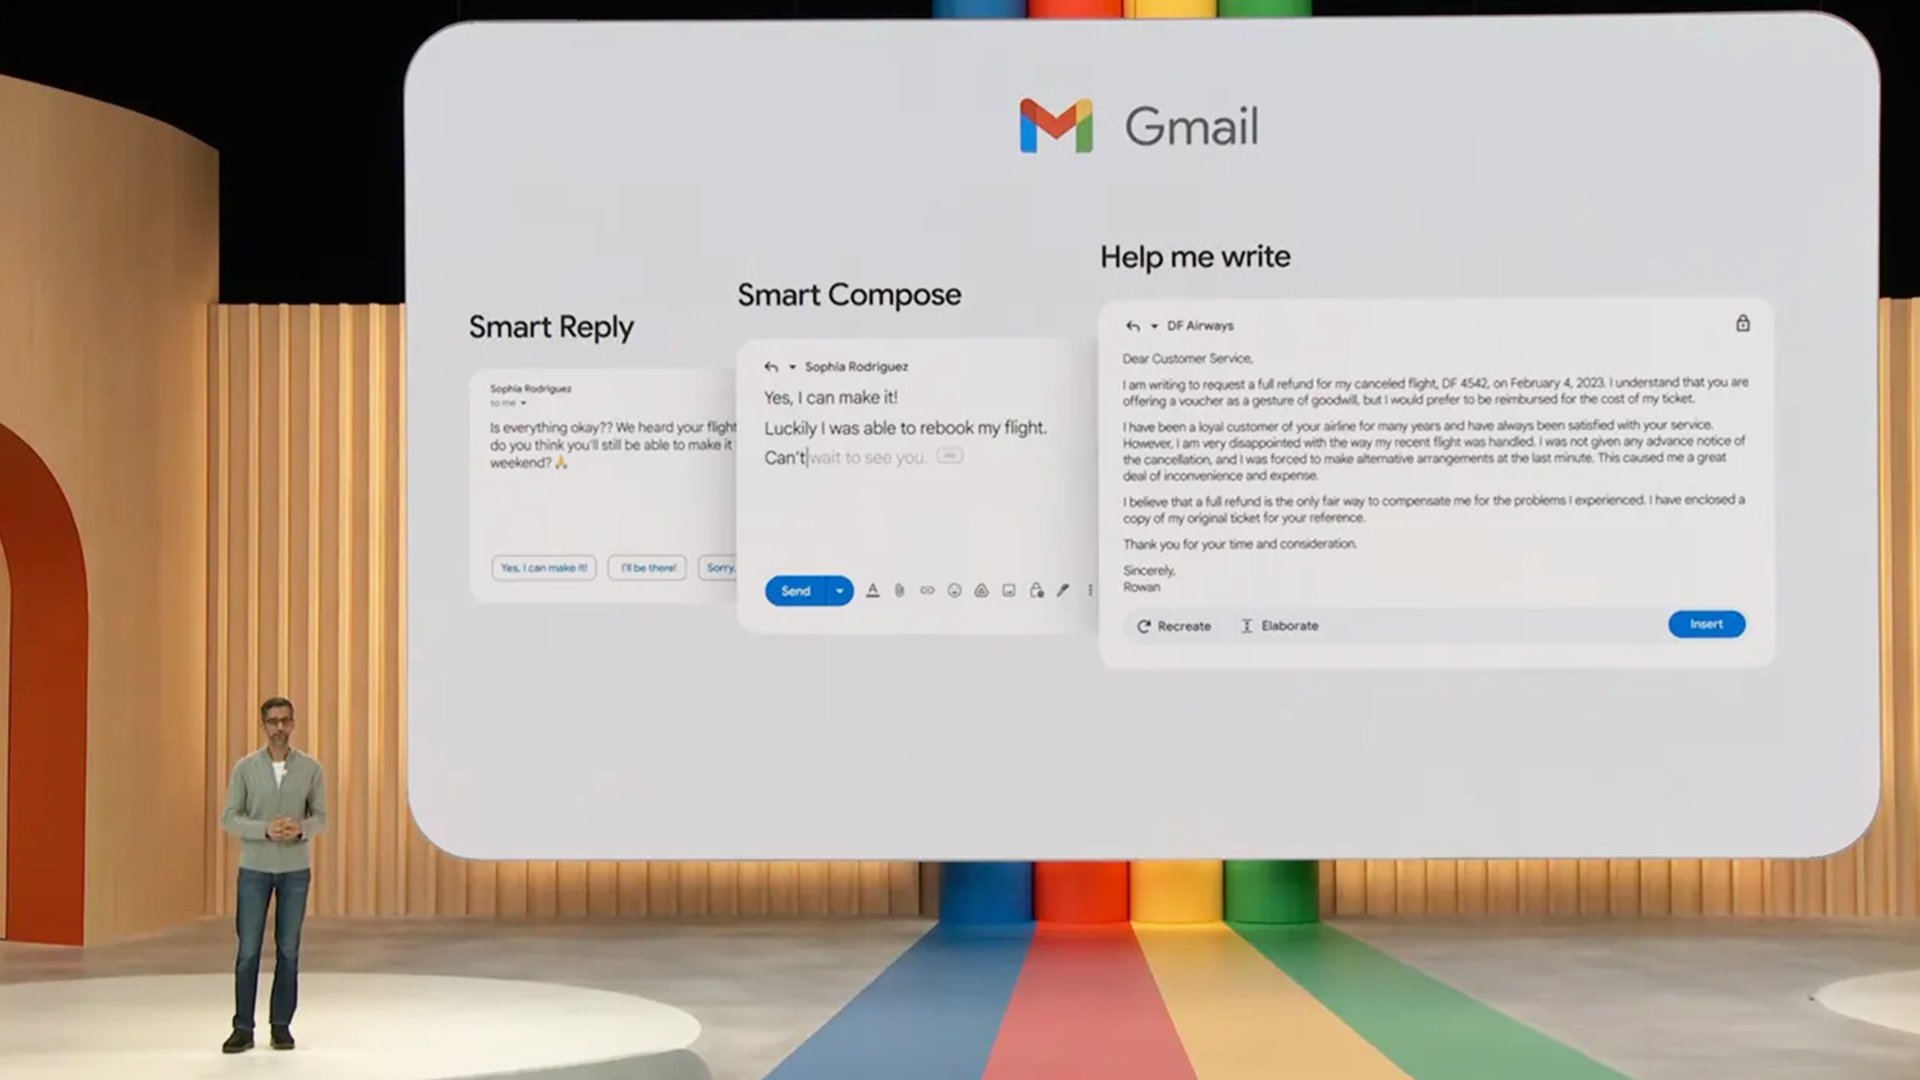 Gmail
Smart Reply
Sophia Rodriguez
to me
Is everything okay?? We heard your flight
do you think you'll still be able to make it
weekend? 🙏
Yes, I can make it!
I'll be there!
Sorry,
Smart Compose
Sophia Rodriguez
Yes, I can make it!
Luckily I was able to rebook my flight.
Can't wait to see you.
Send
Help me write
DF Airways
Dear Customer Service,
I am writing to request a full refund for my canceled flight, DF 4542, on February 4, 2023. I understand that you are
offering a voucher as a gesture of goodwill, but I would prefer to be reimbursed for the cost of my ticket.
I have been a loyal customer of your airline for many years and have always been satisfied with your service.
However, I am very disappointed with the way my recent flight was handled. I was not given any advance notice of
the cancellation, and I was forced to make alternative arrangements at the last minute. This caused me a great
deal of inconvenience and expense.
I believe that a full refund is the only fair way to compensate me for the problems I experienced. I have enclosed a
copy of my original ticket for your reference.
Thank you for your time and consideration.
Sincerely,
Rowan
Recreate
Elaborate
Insert